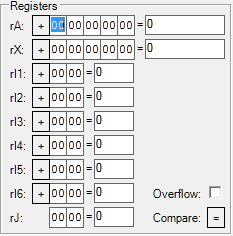 Registers
rA: + 00 00 00 00 00 = 0
rX: + 00 00 00 00 00 = 0
rI1: + 00 00 = 0
rI2: + 00 00 = 0
rI3: + 00 00 = 0
rI4: + 00 00 = 0
rI5: + 00 00 = 0
rI6: + 00 00 = 0 Overflow:
rJ: 00 00 = 0 Compare: =